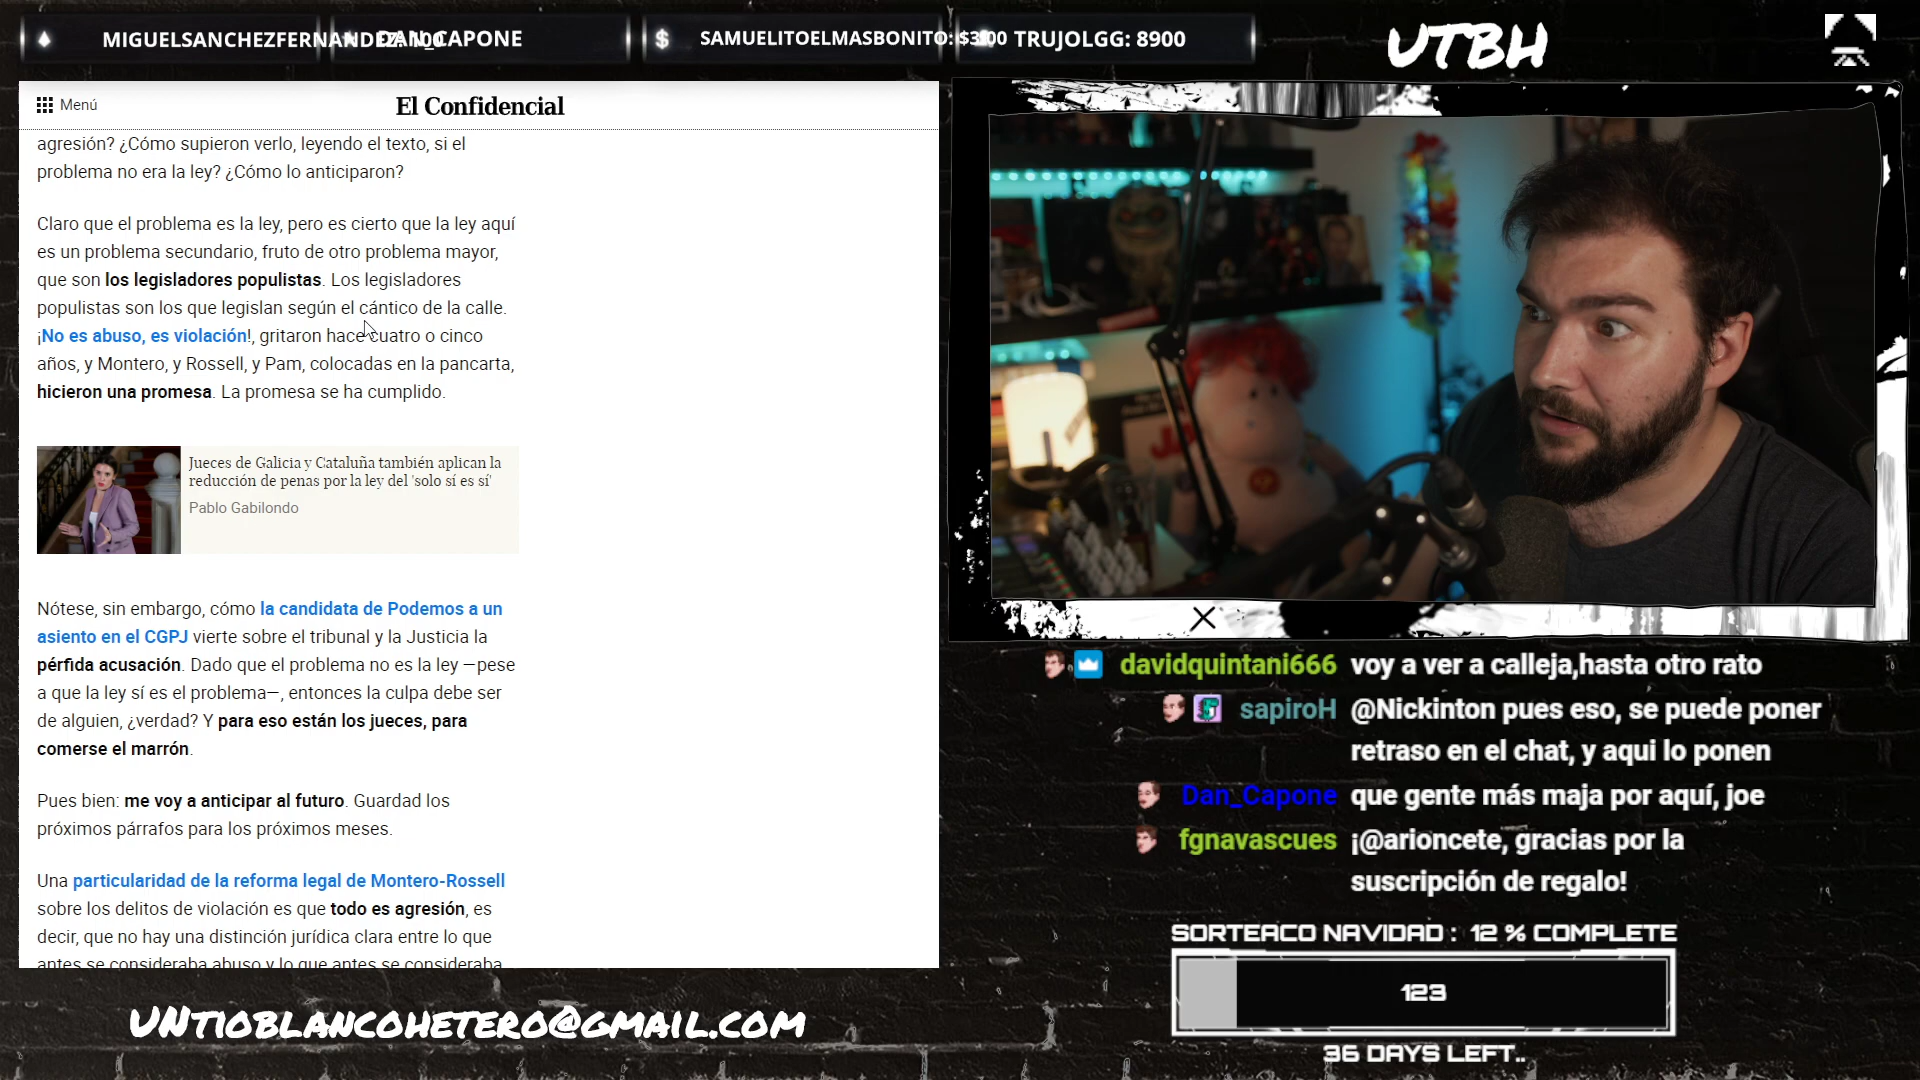 MIGUELSANCHEZFERNANDEZ:
DAN_CAPONE
$ SAMUELITOELMASBONITO:
TRUJOLGG: 8900
UTBH
Menú
El Confidencial
agresión? ¿Cómo supieron verlo, leyendo el texto, si el
problema no era la ley? ¿Cómo lo anticiparon?
Claro que el problema es la ley, pero es cierto que la ley aquí
es un problema secundario, fruto de otro problema mayor,
que son los legisladores populistas. Los legisladores
populistas son los que legislan según el cántico de la calle.
¡No es abuso, es violación!, gritaron hace cuatro o cinco
años, y Montero, y Rossell, y Pam, colocadas en la pancarta,
hicieron una promesa. La promesa se ha cumplido.
Jueces de Galicia y Cataluña también aplican la
reducción de penas por la ley del 'solo sí es sí'
Pablo Gabilondo
Nótese, sin embargo, cómo la candidata de Podemos a un
asiento en el CGPJ vierte sobre el tribunal y la Justicia la
pérfida acusación. Dado que el problema no es la ley —pese
a que la ley sí es el problema—, entonces la culpa debe ser
de alguien, ¿verdad? Y para eso están los jueces, para
comerse el marrón.
Pues bien: me voy a anticipar al futuro. Guardad los
próximos párrafos para los próximos meses.
Una particularidad de la reforma legal de Montero-Rossell
sobre los delitos de violación es que todo es agresión, es
decir, que no hay una distinción jurídica clara entre lo que
antes se consideraba abuso y lo que antes se consideraba
davidquintani666 voy a ver a calleja,hasta otro rato
sapiroH @Nickinton pues eso, se puede poner
retraso en el chat, y aqui lo ponen
Dan_Capone que gente más maja por aquí, joe
fgnavascues ¡@arioncete, gracias por la
suscripción de regalo!
SORTEACO NAVIDAD : 12 % COMPLETE
123
36 DAYS LEFT..
UNtioblancohetero@gmail.com